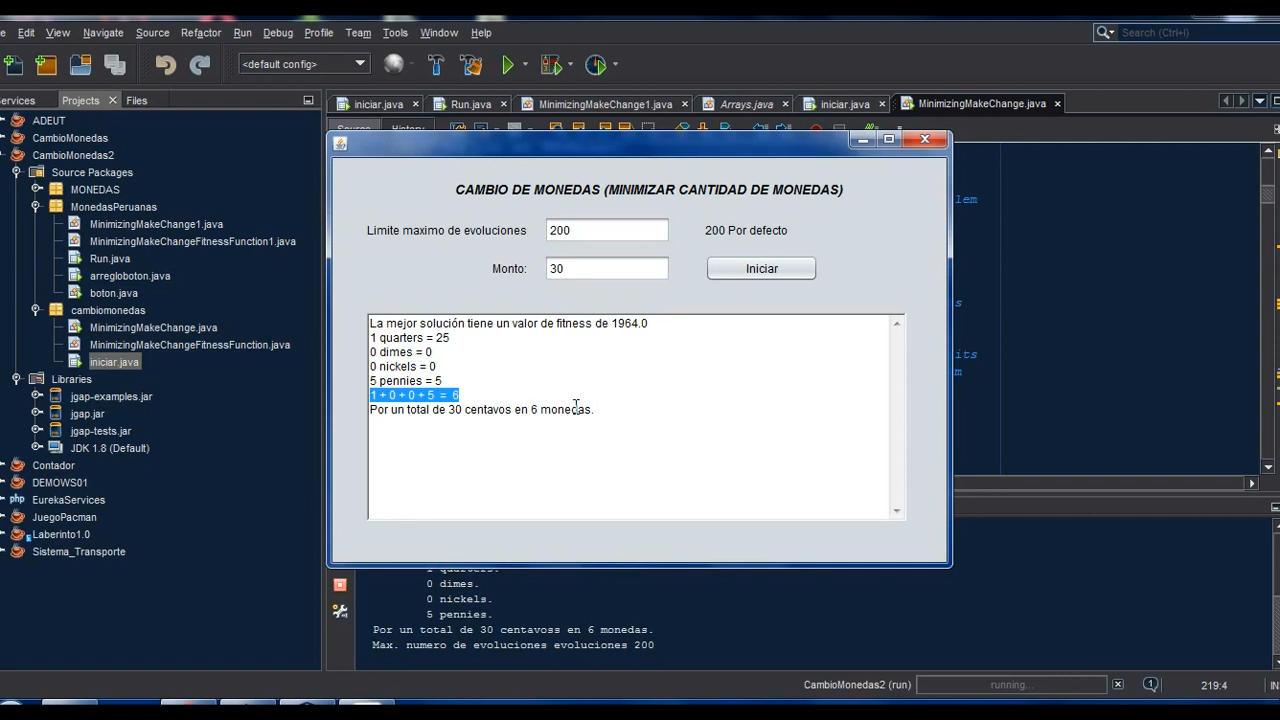 e Edit View Navigate Source Refactor Run Debug Profile Team Tools Window Help
Search (Ctrl+I)
<default config>
Services Projects Files
iniciar.java Run.java MinimizingMakeChange1.java Arrays.java iniciar.java MinimizingMakeChange.java
Source History
ADEUT
CambioMonedas
CambioMonedas2
Source Packages
MONEDAS
MonedasPeruanas
MinimizingMakeChange1.java
MinimizingMakeChangeFitnessFunction1.java
Run.java
arregloboton.java
boton.java
cambiomonedas
MinimizingMakeChange.java
MinimizingMakeChangeFitnessFunction.java
iniciar.java
Libraries
jgap-examples.jar
jgap.jar
jgap-tests.jar
JDK 1.8 (Default)
Contador
DEMOWS01
EurekaServices
JuegoPacman
Laberinto1.0
Sistema_Transporte
CAMBIO DE MONEDAS (MINIMIZAR CANTIDAD DE MONEDAS)
Limite maximo de evoluciones 200 200 Por defecto
Monto: 30 Iniciar
La mejor solución tiene un valor de fitness de 1964.0
1 quarters = 25
0 dimes = 0
0 nickels = 0
5 pennies = 5
1 + 0 + 0 + 5 = 6
Por un total de 30 centavos en 6 monedas.
lem
s
its
m
1 quarters.
0 dimes.
0 nickels.
5 pennies.
Por un total de 30 centavoss en 6 monedas.
Max. numero de evoluciones evoluciones 200
CambioMonedas2 (run) running... 1 219:4 IN